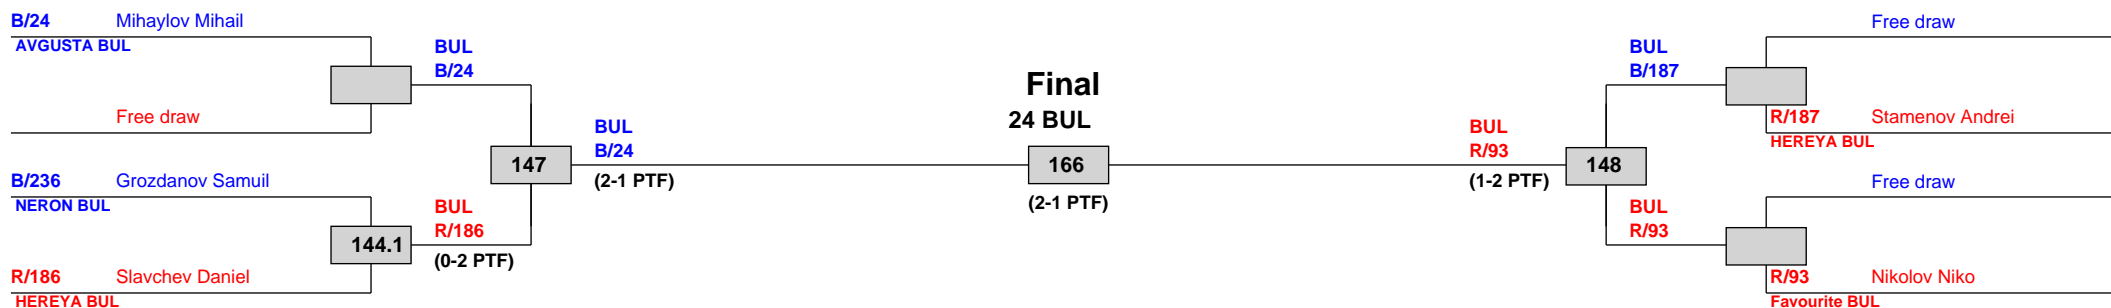 B/24 Mihaylov Mihail
AVGUSTA BUL
Free draw
BUL
B/24
B/236 Grozdanov Samuil
NERON BUL
144.1
R/186 Slavchev Daniel
HEREYA BUL
BUL
R/186
(0-2 PTF)
147
BUL
B/24
(2-1 PTF)
Final
24 BUL
166
(2-1 PTF)
BUL
R/93
(1-2 PTF)
148
BUL
B/187
BUL
R/93
Free draw
R/187 Stamenov Andrei
HEREYA BUL
Free draw
R/93 Nikolov Niko
Favourite BUL